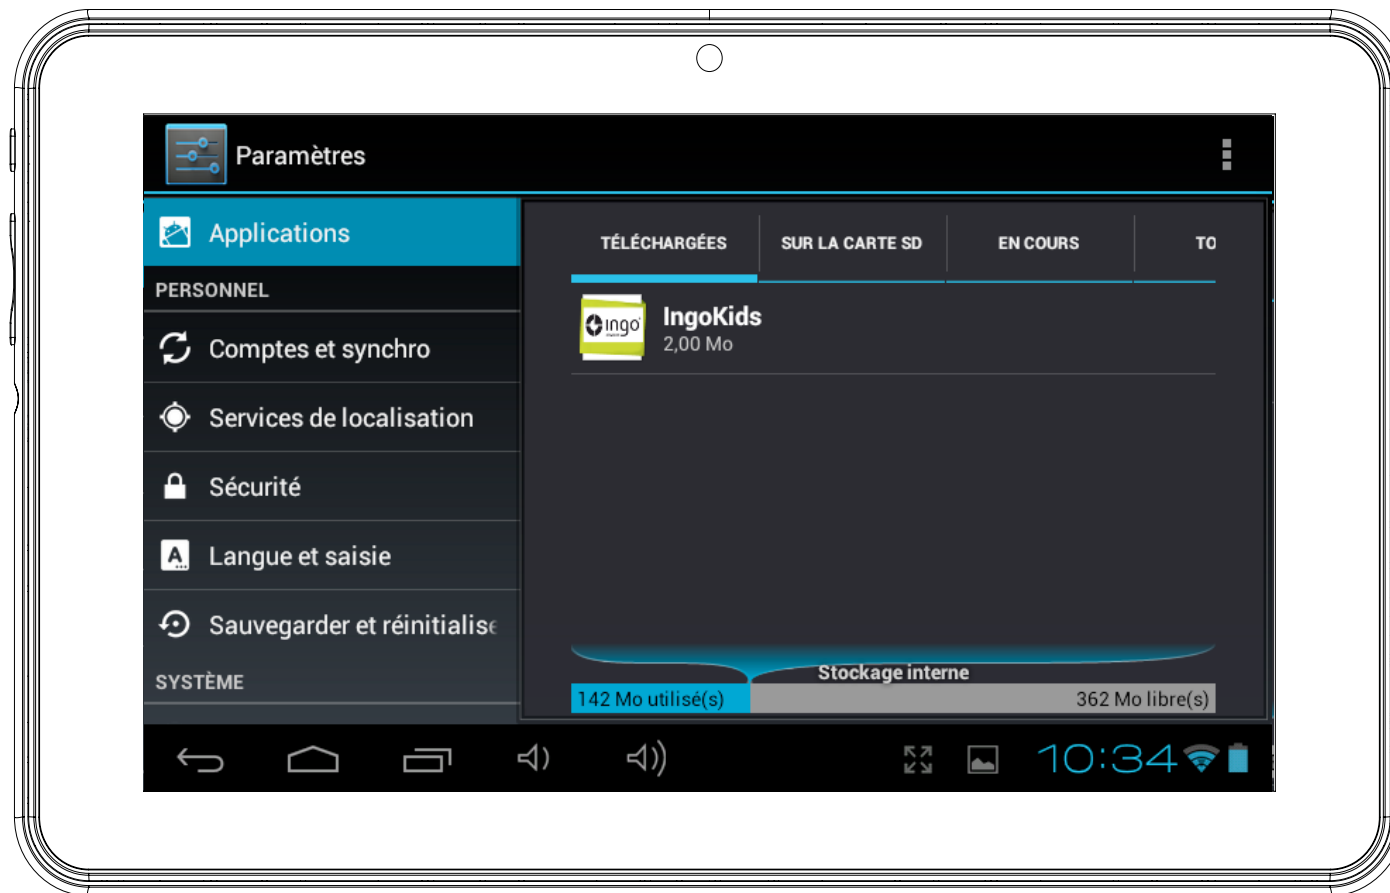 Paramètres
Applications
PERSONNEL
Comptes et synchro
Services de localisation
Sécurité
Langue et saisie
Sauvegarder et réinitialise
SYSTÈME
TÉLÉCHARGÉES SUR LA CARTE SD EN COURS TO
ingo
IngoKids
2,00 Mo
Stockage interne
142 Mo utilisé(s) 362 Mo libre(s)
10:34